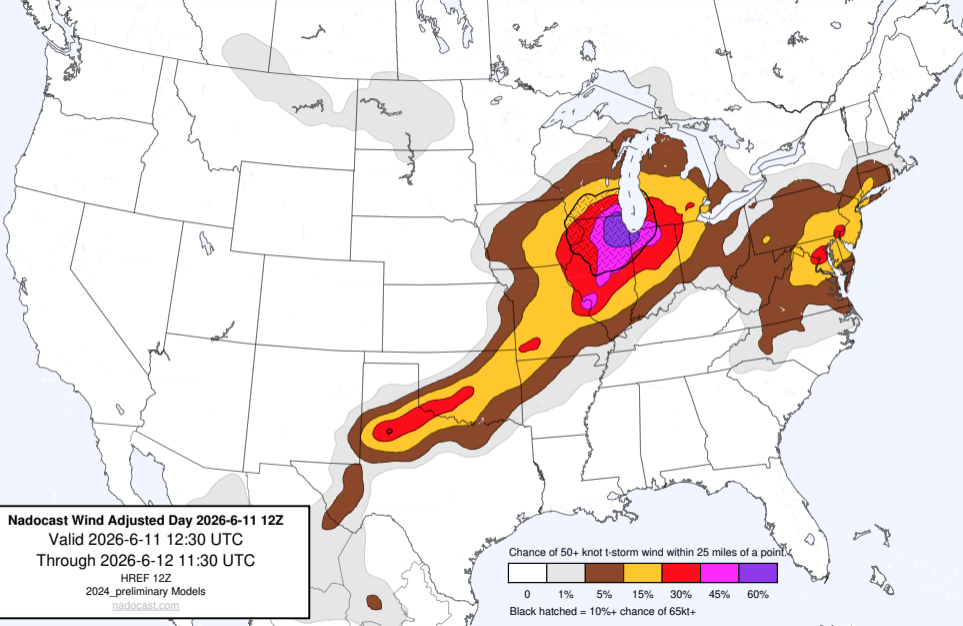 Nadocast Wind Adjusted Day 2026-6-11 12Z
Valid 2026-6-11 12:30 UTC
Through 2026-6-12 11:30 UTC
HREF 12Z
2024_preliminary Models
nadocast.com
Chance of 50+ knot t-storm wind within 25 miles of a point.
0 1% 5% 15% 30% 45% 60%
Black hatched = 10%+ chance of 65kt+